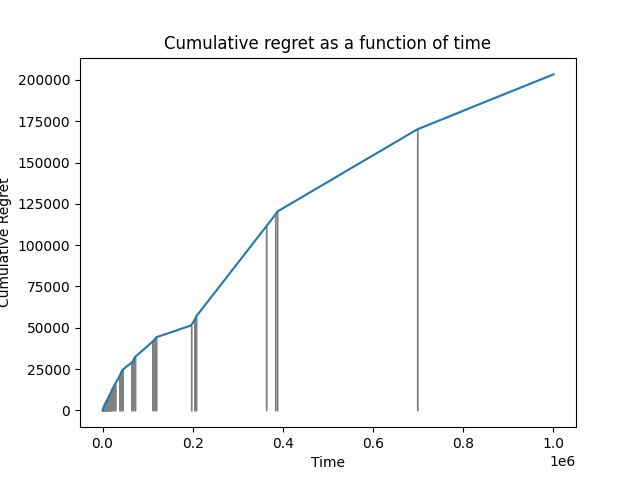 Cumulative regret as a function of time
Cumulative Regret
200000
175000
150000
125000
100000
75000
50000
25000
0
0.0 0.2 0.4 0.6 0.8 1.0
1e6
Time